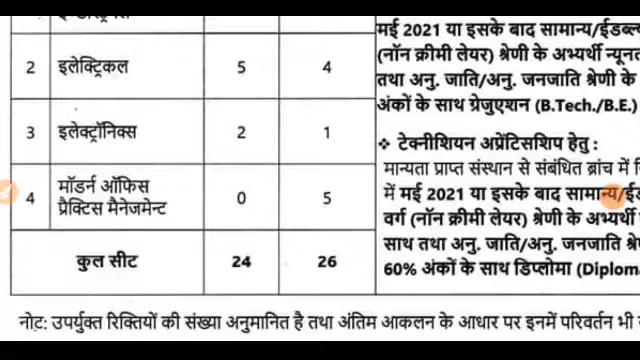 मई 2021 या इसके बाद सामान्य/ईडब्ल्यू
2 इलेक्ट्रिकल 5 4
(नॉन क्रीमी लेयर) श्रेणी के अभ्यर्थी
तथा अनु. जाति/अनु. जनजाति श्रेणी के
अंकों के साथ ग्रेजुएशन (B.Tech./B.E.)
3 इलेक्ट्रॉनिक्स 2 1
❖ टेक्नीशियन अप्रेंटिसशिप हेतु :
मान्यता प्राप्त संस्थान से संबंधित ब्रांच में
4 मॉडर्न ऑफिस प्रैक्टिस मैनेजमेन्ट 0 5
में मई 2021 या इसके बाद सामान्य/
वर्ग (नॉन क्रीमी लेयर) श्रेणी के अभ्यर्थी
साथ तथा अनु. जाति/अनु. जनजाति
कुल सीट 24 26
60% अंकों के साथ डिप्लोमा (Diploma
नोट: उपर्युक्त रिक्तियों की संख्या अनुमानित है तथा अंतिम आकलन के आधार पर इनमें परिवर्तन भी